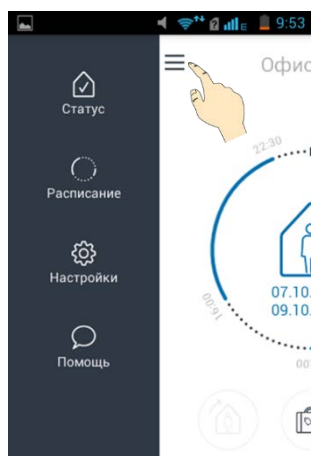 9:53
Офис
Статус
22:30
Расписание
Настройки
07.10.
09.10.
16:00
Помощь